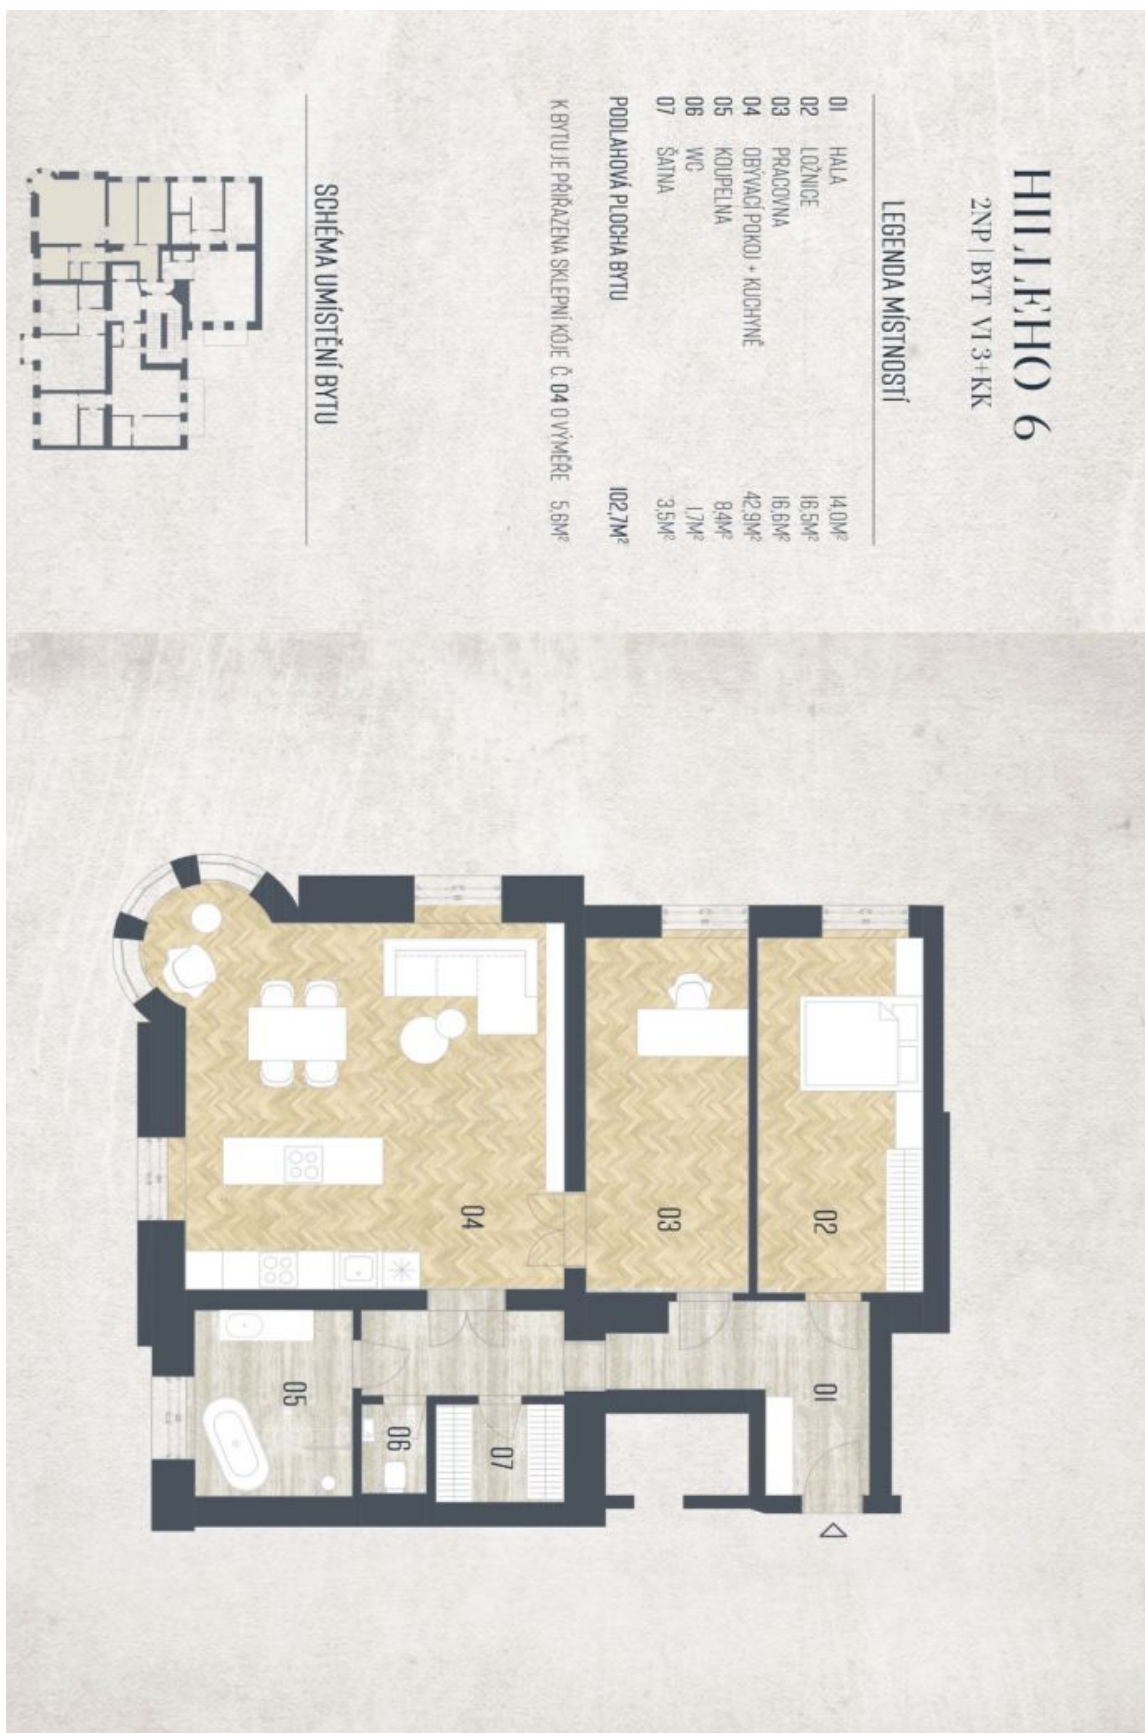 HILLEHO 6
2NP | BYT VI 3+KK
LEGENDA MÍSTNOSTÍ
01 HALA 14,0M²
02 LOŽNICE 16,5M²
03 PRACOVNA 16,6M²
04 OBÝVACÍ POKOJ + KUCHYNĚ 42,9M²
05 KOUPELNA 8,4M²
06 WC 1,7M²
07 ŠATNA 3,5M²
PODLAHOVÁ PLOCHA BYTU 102,7M²
K BYTU JE PŘIŘAZENA SKLEPNÍ KÓJE Č. 04 O VÝMĚŘE 5,6M²
SCHÉMA UMÍSTĚNÍ BYTU
02
01
03
04
07
06
05